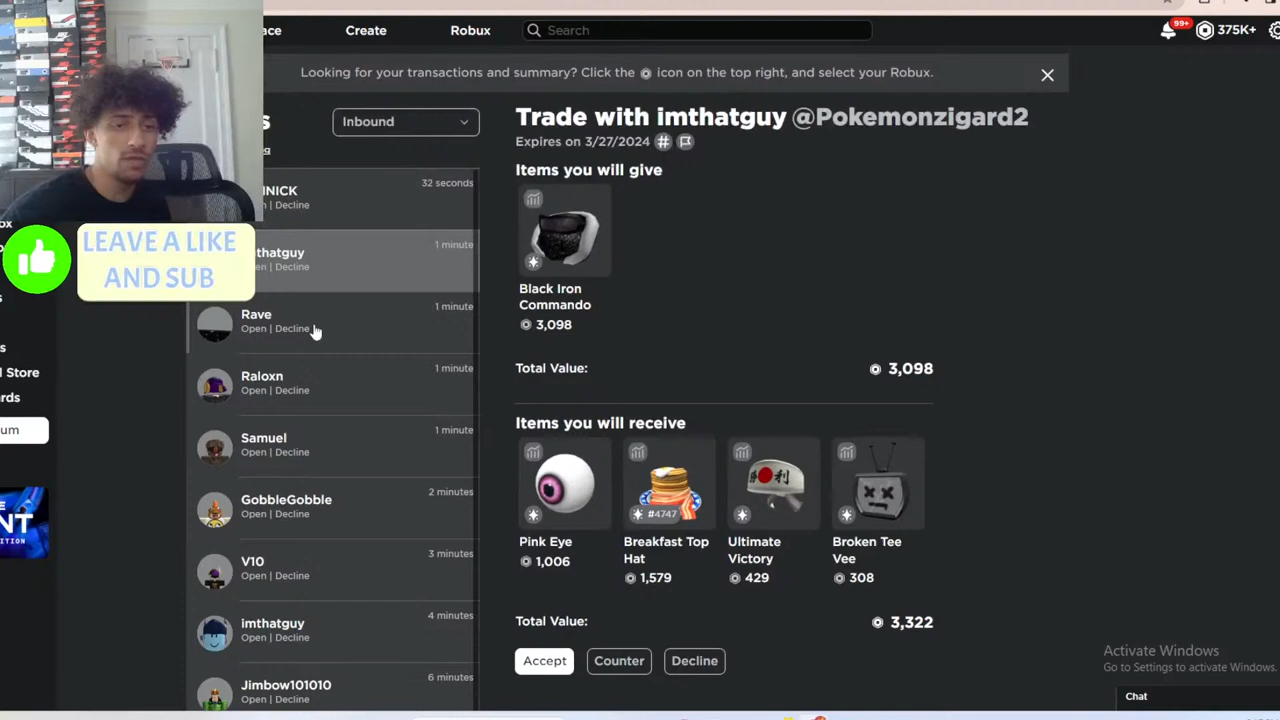 ace
Create
Robux
Search
99+
375K+
Looking for your transactions and summary? Click the icon on the top right, and select your Robux.
S
Inbound
NICK
Decline
32 seconds
thatguy
en | Decline
1 minute
Rave
Open | Decline
1 minute
Raloxn
Open | Decline
1 minute
Samuel
Open | Decline
1 minute
GobbleGobble
Open | Decline
2 minutes
V10
Open | Decline
3 minutes
imthatguy
Open | Decline
4 minutes
Jimbow101010
Open | Decline
6 minutes
LEAVE A LIKE
AND SUB
ox
s
s
l Store
ards
um
NT
DITION
Trade with imthatguy @Pokemonzigard2
Expires on 3/27/2024
Items you will give
Black Iron
Commando
3,098
Total Value:
3,098
Items you will receive
#4747
Pink Eye
1,006
Breakfast Top
Hat
1,579
Ultimate
Victory
429
Broken Tee
Vee
308
Total Value:
3,322
Accept
Counter
Decline
Activate Windows
Go to Settings to activate Windows.
Chat